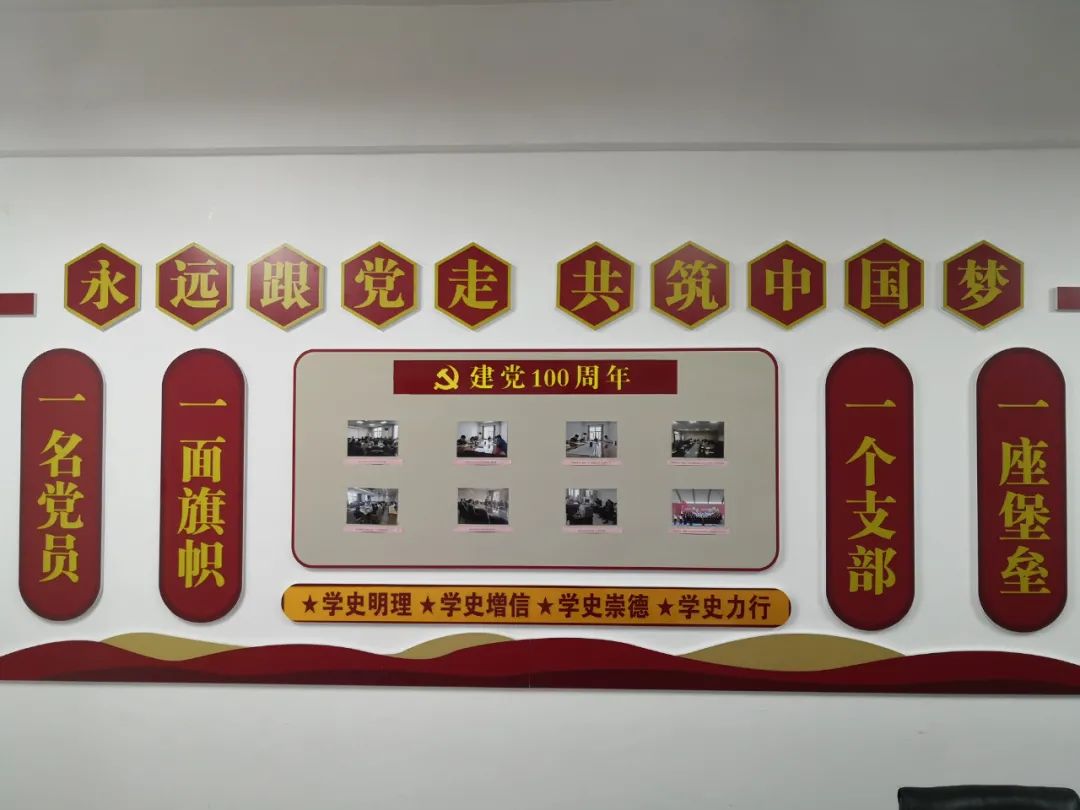 永远跟党走 共筑中国梦
一名党员
一面旗帜
建党100周年
一个支部
一座堡垒
★学史明理★学史增信★学史崇德★学史力行